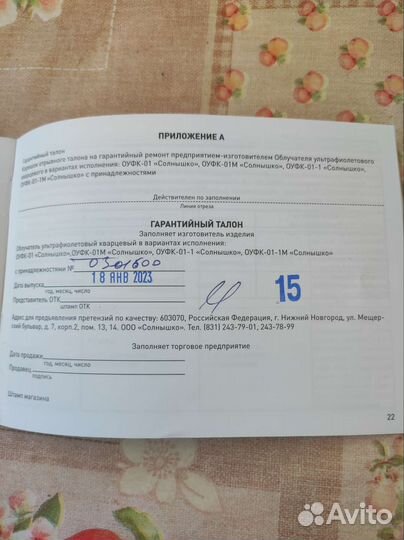 ПРИЛОЖЕНИЕ А
Гарантийный талон
Корешок отрывного талона на гарантийный ремонт предприятием-изготовителем Облучателя ультрафиолетового
кварцевого в вариантах исполнения: ОУФК-01 «Солнышко», ОУФК-01М «Солнышко», ОУФК-01-1 «Солнышко»,
ОУФК-01-1М «Солнышко» с принадлежностями
Действителен по заполнении
Линия отреза
ГАРАНТИЙНЫЙ ТАЛОН
Заполняет изготовитель изделия
Облучатель ультрафиолетовый кварцевый в вариантах исполнения:
ОУФК-01 «Солнышко», ОУФК-01М «Солнышко», ОУФК-01-1 «Солнышко», ОУФК-01-1М «Солнышко»
с принадлежностями № 0301600
Дата выпуска 18 ЯНВ 2023
год, месяц, число
Представитель ОТК 15
штамп ОТК
Адрес для предъявления претензий по качеству: 603070, Российская Федерация, г. Нижний Новгород, ул. Мещер-
ский бульвар, д. 7, корп.2, пом. 13, 14. ООО «Солнышко». Тел. (831) 243-79-01, 243-78-99
Заполняет торговое предприятие
Дата продажи
год, месяц, число
Продавец
подпись
Штамп магазина
22
Avito